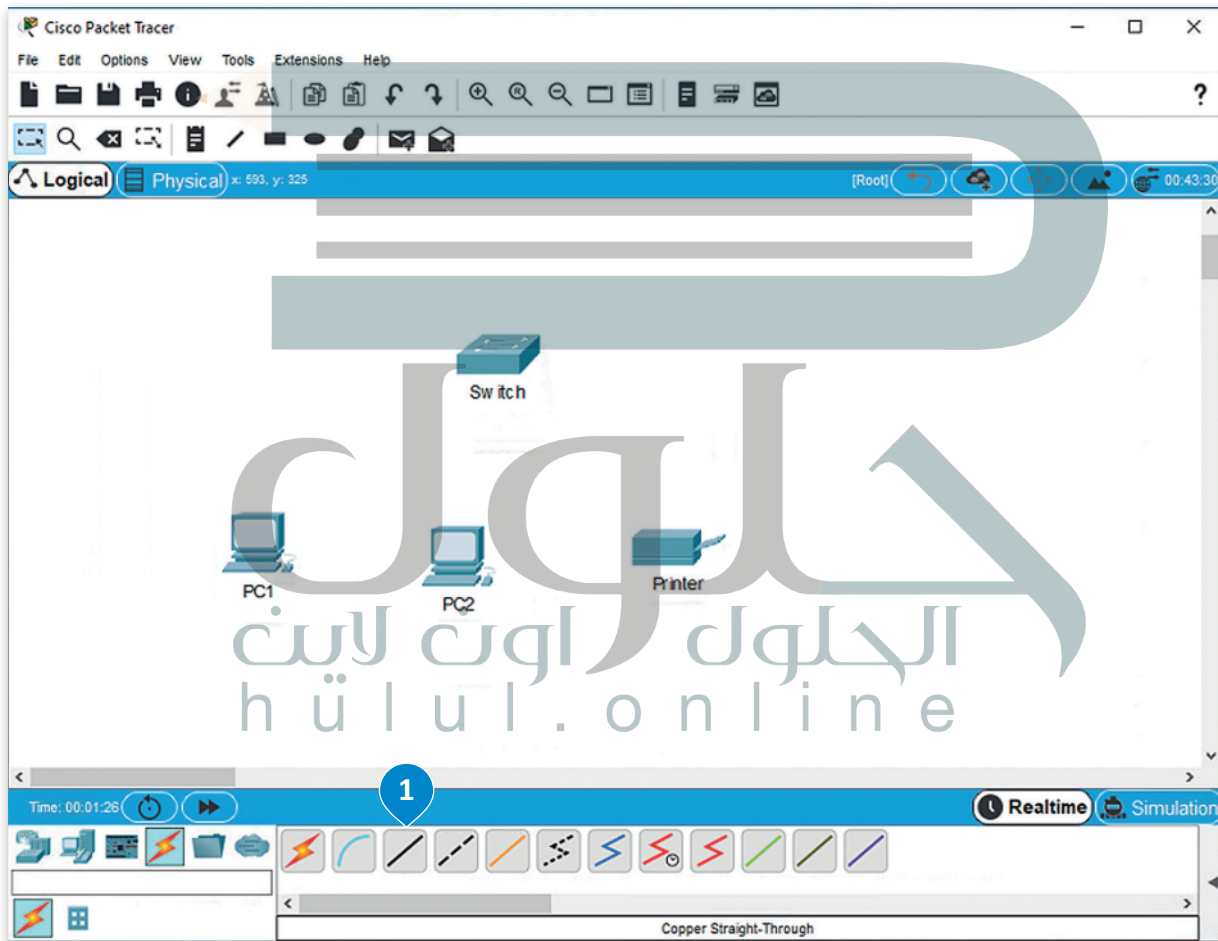 Cisco Packet Tracer
File Edit Options View Tools Extensions Help
?
Logical Physical x: 593, y: 325 [Root] 00:43:30
Switch
PC1
PC2
Printer
حلول
الحلول اون لاين
hülul.online
1
Time: 00:01:26 Realtime Simulation
Copper Straight-Through